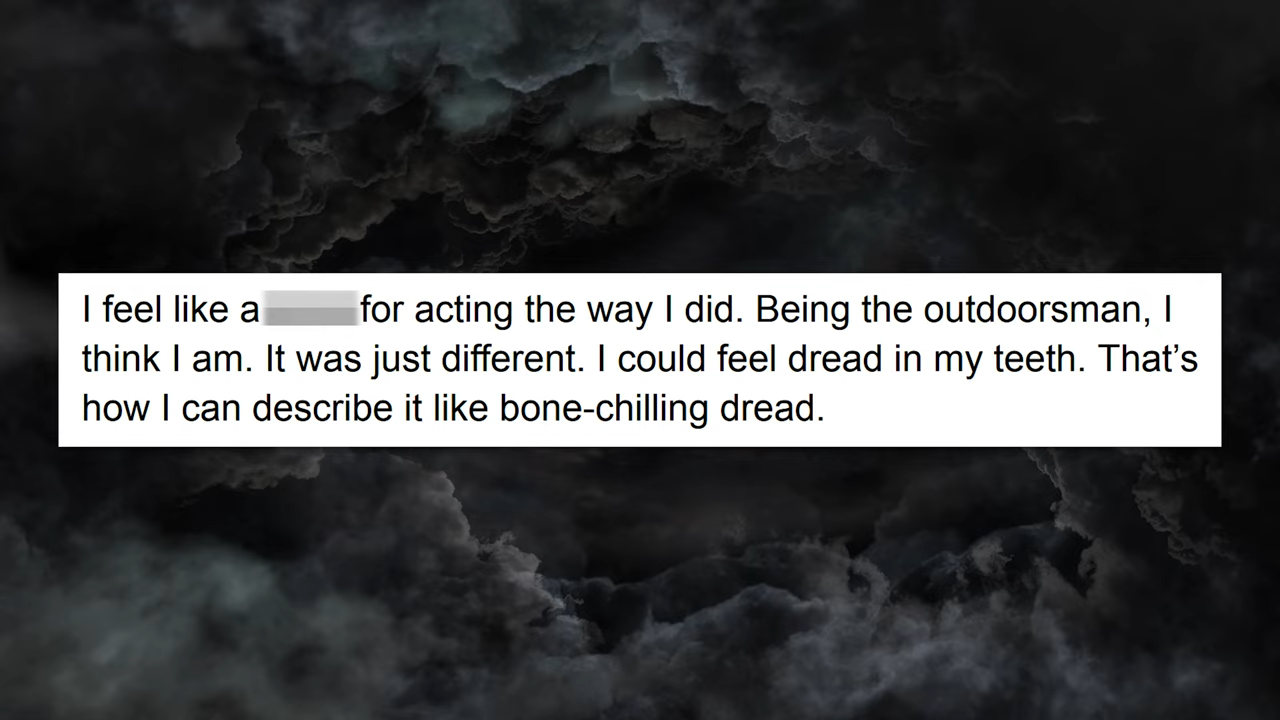 I feel like a for acting the way I did. Being the outdoorsman, I
think I am. It was just different. I could feel dread in my teeth. That’s
how I can describe it like bone-chilling dread.